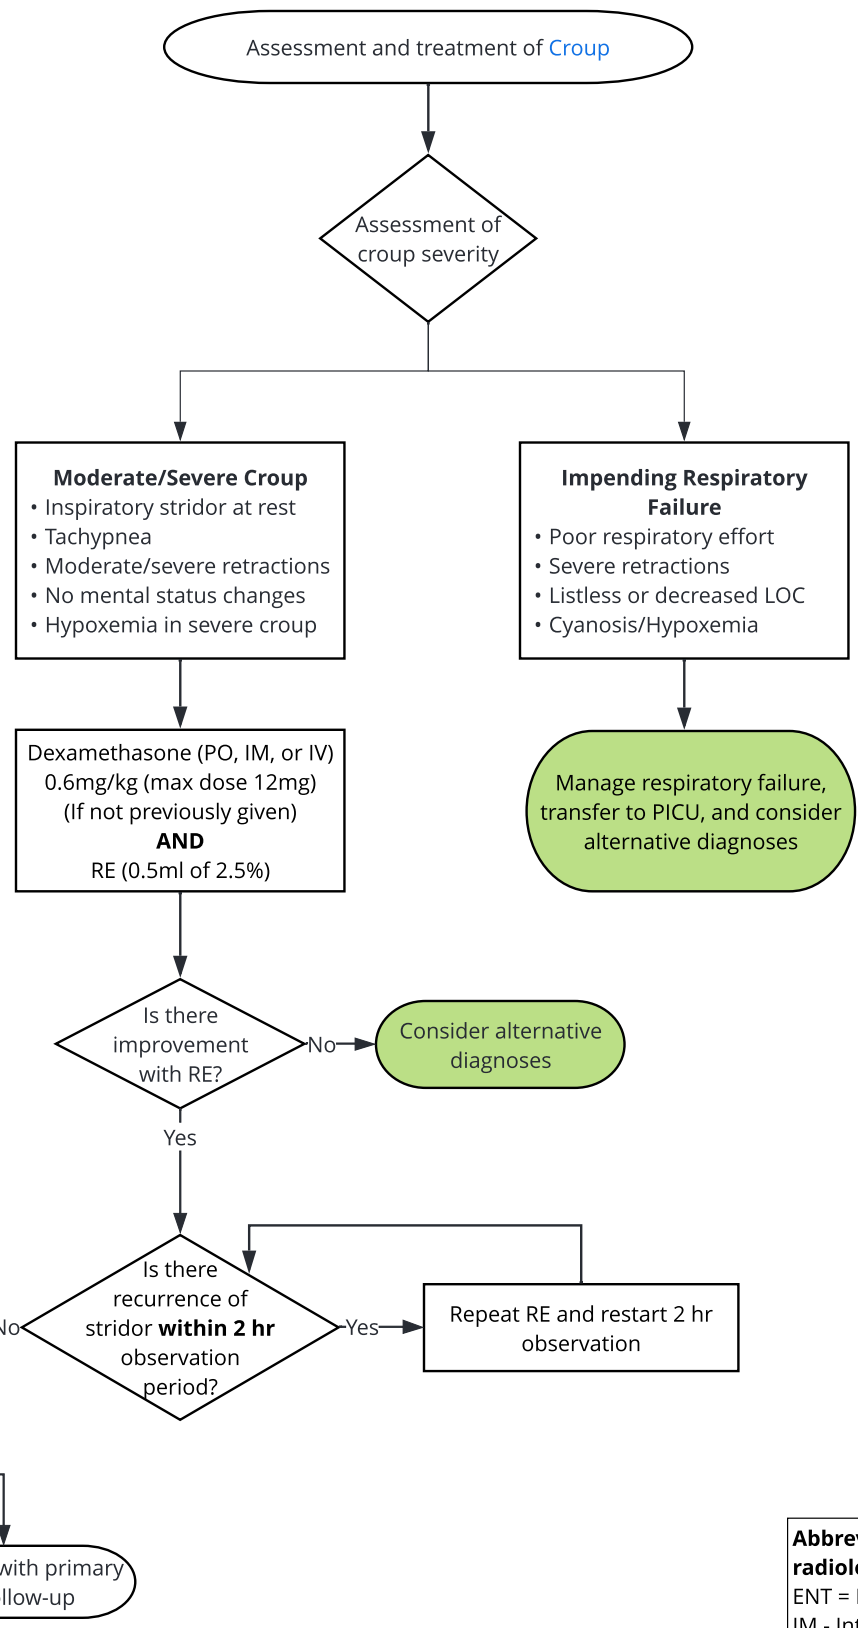 Assessment and treatment of Croup
Assessment of
croup severity
Moderate/Severe Croup
• Inspiratory stridor at rest
• Tachypnea
• Moderate/severe retractions
• No mental status changes
• Hypoxemia in severe croup
Impending Respiratory
Failure
• Poor respiratory effort
• Severe retractions
• Listless or decreased LOC
• Cyanosis/Hypoxemia
Dexamethasone (PO, IM, or IV)
0.6mg/kg (max dose 12mg)
(If not previously given)
AND
RE (0.5ml of 2.5%)
Manage respiratory failure,
transfer to PICU, and consider
alternative diagnoses
Is there
improvement
with RE?
No
Consider alternative
diagnoses
Yes
Is there
recurrence of
stridor within 2 hr
observation
period?
No
Yes
Repeat RE and restart 2 hr
observation
with primary
-up
ENT =
IM -